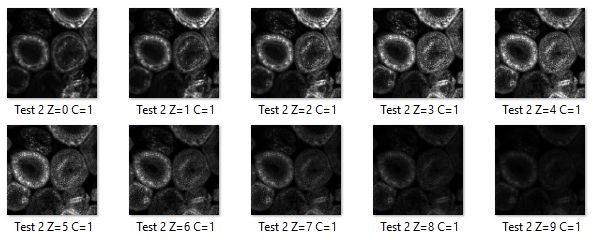 Test 2 Z=0 C=1
Test 2 Z=1 C=1
Test 2 Z=2 C=1
Test 2 Z=3 C=1
Test 2 Z=4 C=1
Test 2 Z=5 C=1
Test 2 Z=6 C=1
Test 2 Z=7 C=1
Test 2 Z=8 C=1
Test 2 Z=9 C=1